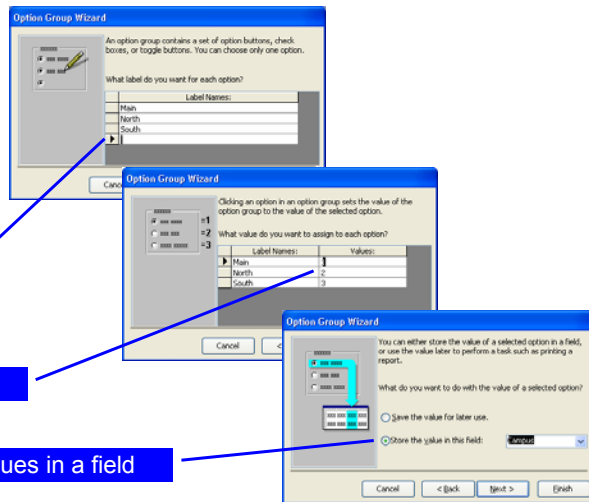 Option Group Wizard
An option group contains a set of option buttons, check
boxes, or toggle buttons. You can choose only one option.
What label do you want for each option?
Label Names:
Main
North
South
Option Group Wizard
Clicking an option in an option group sets the value of the
option group to the value of the selected option.
=1
=2
=3
What value do you want to assign to each option?
Label Names: Values:
Main 1
North 2
South 3
Cancel <
Option Group Wizard
You can either store the value of a selected option in a field,
or use the value later to perform a task such as printing a
report.
What do you want to do with the value of a selected option?
Save the value for later use.
Store the value in this field: Campus
Cancel < Back Next > Finish
ues in a field